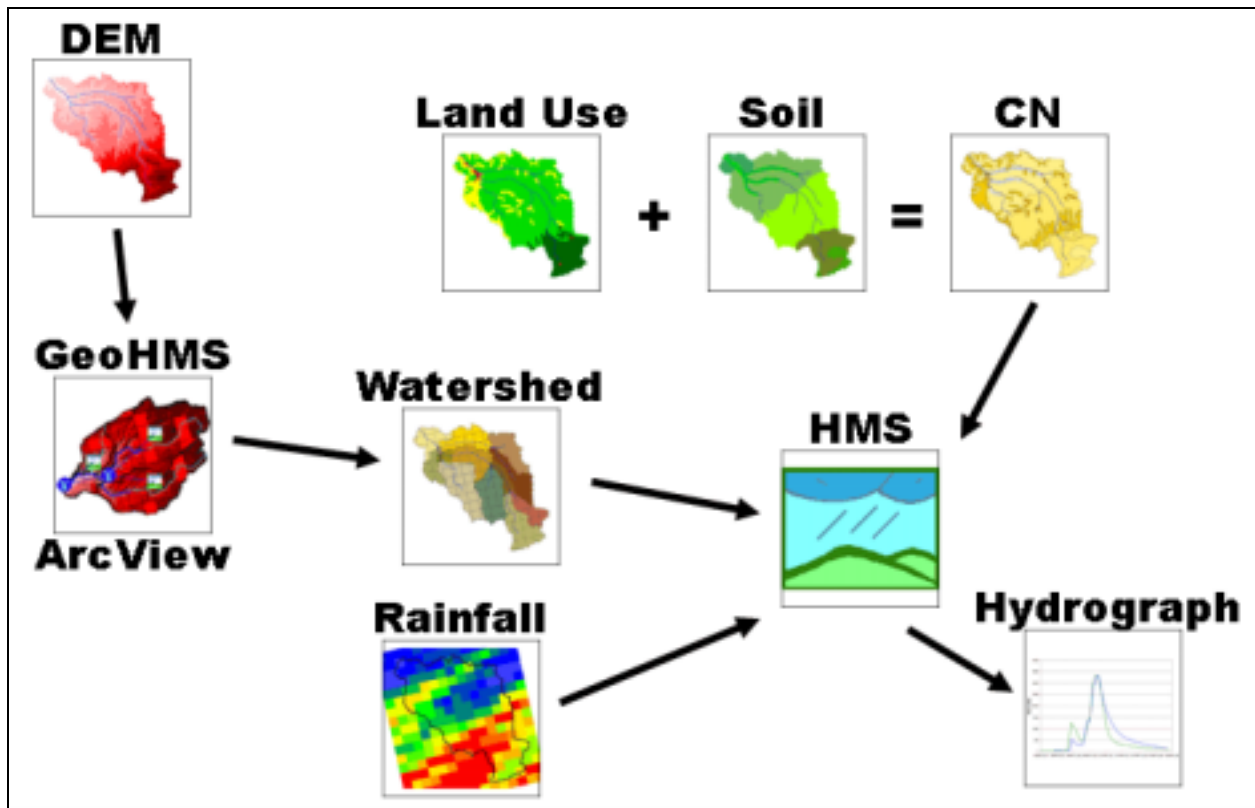 DEM
Land Use
Soil
CN
+
=
GeoHMS
ArcView
Watershed
HMS
Rainfall
Hydrograph